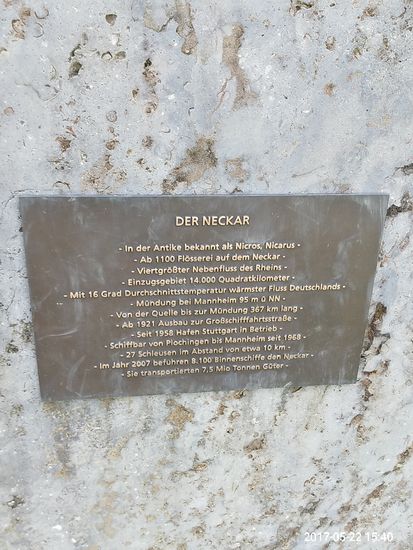 DER NECKAR
- In der Antike bekannt als Nicros, Nicarus -
- Ab 1100 Flösserei auf dem Neckar -
- Viertgrößter Nebenfluss des Rheins -
- Einzugsgebiet 14.000 Quadratkilometer -
- Mit 16 Grad Durchschnittstemperatur wärmster Fluss Deutschlands -
- Mündung bei Mannheim 95 m ü NN -
- Von der Quelle bis zur Mündung 367 km lang -
- Ab 1921 Ausbau zur Großschifffahrtsstraße -
- Seit 1958 Hafen Stuttgart in Betrieb -
- Schiffbar von Plochingen bis Mannheim seit 1968 -
- 27 Schleusen im Abstand von etwa 10 km -
- Im Jahr 2007 befuhren 8.100 Binnenschiffe den Neckar -
- Sie transportierten 7,5 Mio Tonnen Güter -
2017-05-22 15:40